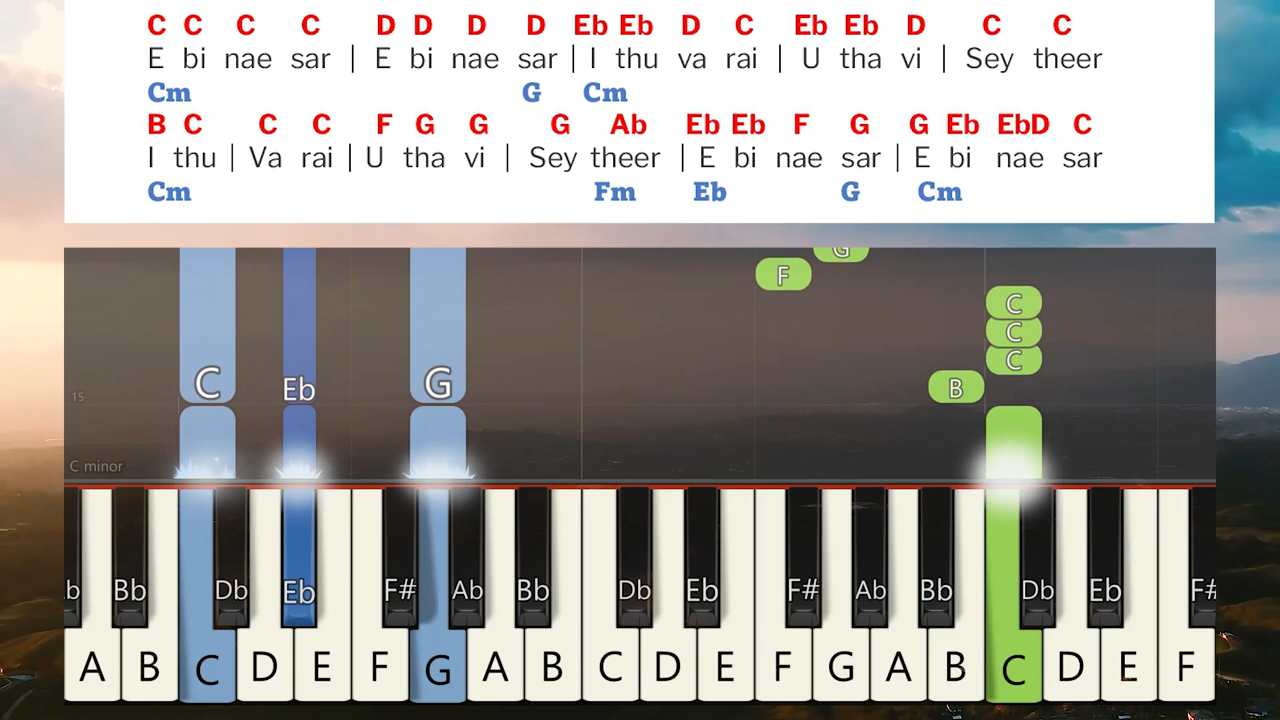 C C C C D D D D Eb Eb D C Eb Eb D C C
E bi nae sar | E bi nae sar | I thu va rai | U tha vi | Sey theer
Cm G Cm
B C C C F G G G Ab Eb Eb F G G Eb EbD C
I thu | Va rai | U tha vi | Sey theer | E bi nae sar | E bi nae sar
Cm Fm Eb G Cm
G
F
C
C
C
C Eb G B
15
C minor
Bb Db Eb F# Ab Bb Db Eb F# Ab Bb Db Eb F#
A B C D E F G A B C D E F G A B C D E F